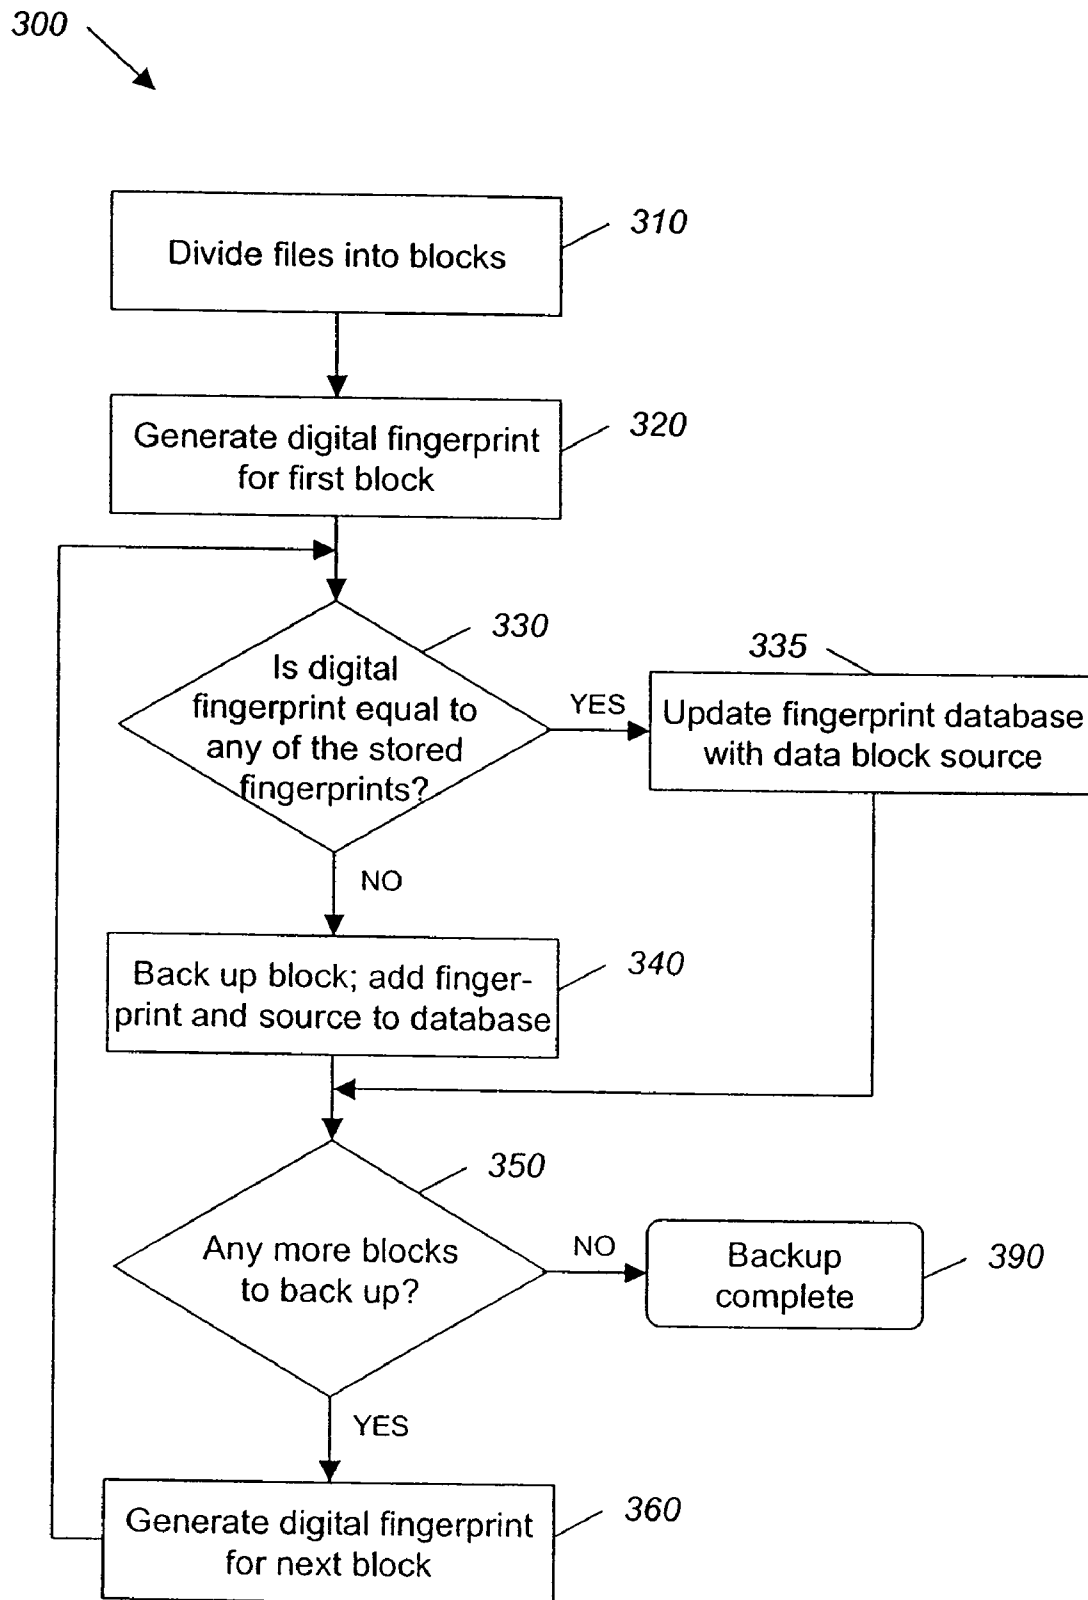 300
310
Divide files into blocks
320
Generate digital fingerprint
for first block
330
Is digital
fingerprint equal to
any of the stored
fingerprints?
YES
335
Update fingerprint database
with data block source
NO
340
Back up block; add finger-
print and source to database
350
Any more blocks
to back up?
NO
Backup
complete
390
YES
360
Generate digital fingerprint
for next block